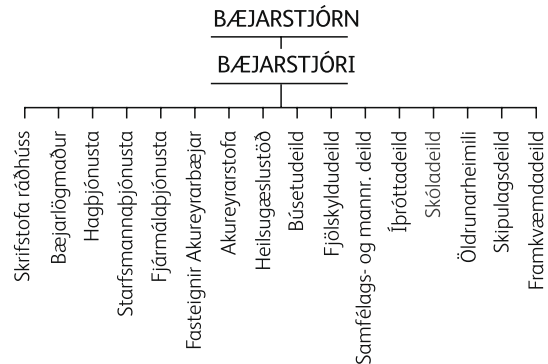 BÆJARSTJÓRN
BÆJARSTJÓRI
Skrifstofa ráðhúss
Bæjarlögmaður
Hagþjónusta
Starfsmannaþjónusta
Fjármálaþjónusta
Fasteignir Akureyrarbæjar
Akureyrarstofa
Heilsugæslustöð
Búsetudeild
Fjölskyldudeild
Samfélags- og mannr. deild
Íþróttadeild
Skóladeild
Öldrunarheimili
Skipulagsdeild
Framkvæmdadeild